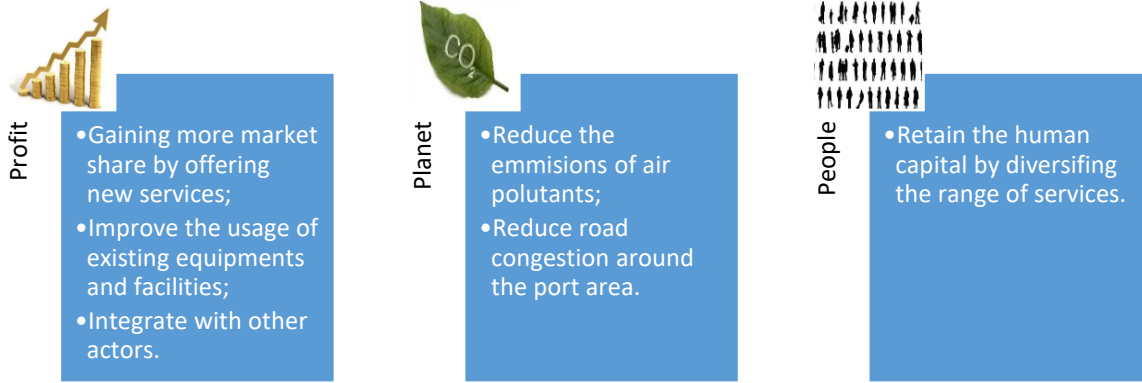 Profit
•Gaining more market
share by offering
new services;
•Improve the usage of
existing equipments
and facilities;
•Integrate with other
actors.
CO2
Planet
•Reduce the
emmisions of air
polutants;
•Reduce road
congestion around
the port area.
People
•Retain the human
capital by diversifing
the range of services.